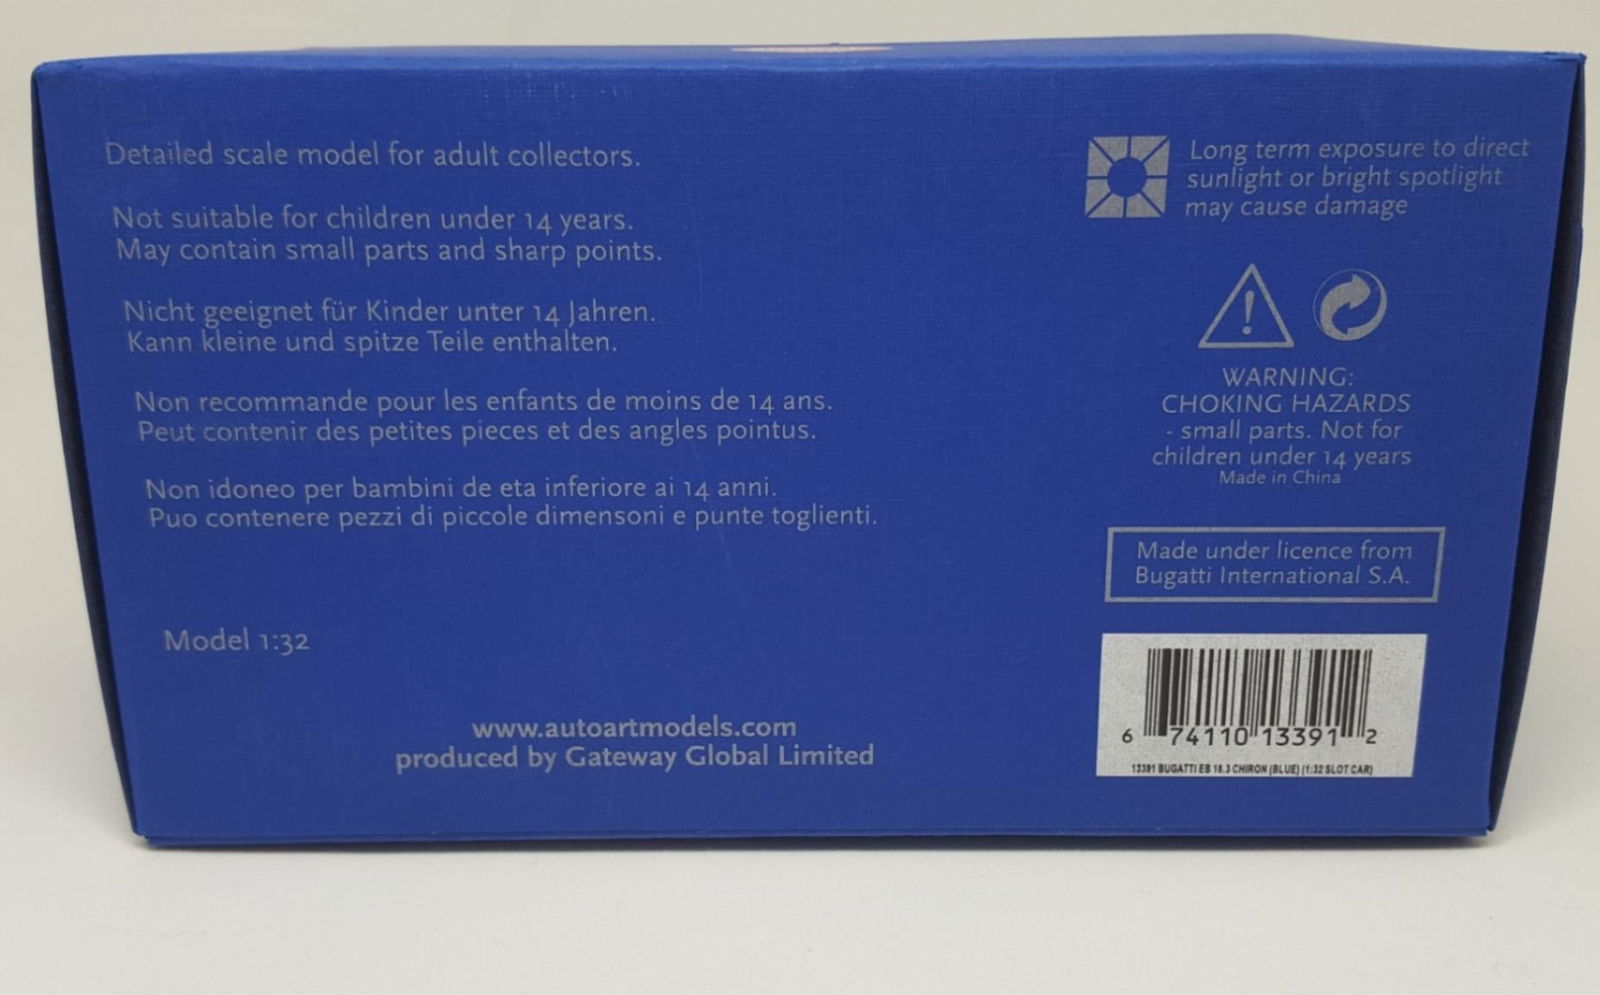 Detailed scale model for adult collectors.
Not suitable for children under 14 years.
May contain small parts and sharp points.
Nicht geeignet für Kinder unter 14 Jahren.
Kann kleine und spitze Teile enthalten.
Non recommande pour les enfants de moins de 14 ans.
Peut contenir des petites pieces et des angles pointus.
Non idoneo per bambini de eta inferiore ai 14 anni.
Puo contenere pezzi di piccole dimensoni e punte toglienti.
Model 1:32
www.autoartmodels.com
produced by Gateway Global Limited
Long term exposure to direct
sunlight or bright spotlight
may cause damage
WARNING:
CHOKING HAZARDS
- small parts. Not for
children under 14 years
Made in China
Made under licence from
Bugatti International S.A.
6 74110 13391 2
13391 BUGATTI EB 18.3 CHIRON (BLUE) (1:32 SLOT CAR)